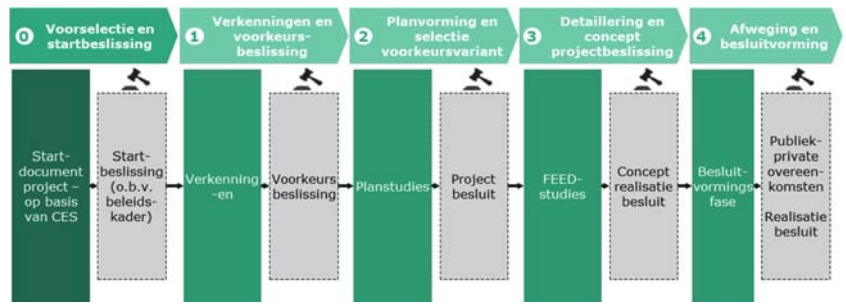 0 Voorselectie en
startbeslissing
1 Verkenningen en
voorkeurs-
beslissing
2 Planvorming en
selectie
voorkeursvariant
3 Detaillering en
concept
projectbeslissing
4 Afweging en
besluitvorming
Start-
document
project –
op basis
van CES
Start-
beslissing
(o.b.v.
beleids-
kader)
Verkenning
-en
Voorkeurs
beslissing
Planstudies
Project
besluit
FEED-
studies
Concept
realisatie
besluit
Besluit-
vormings
fase
Publiek-
private
overeen-
komsten
Realisatie
besluit